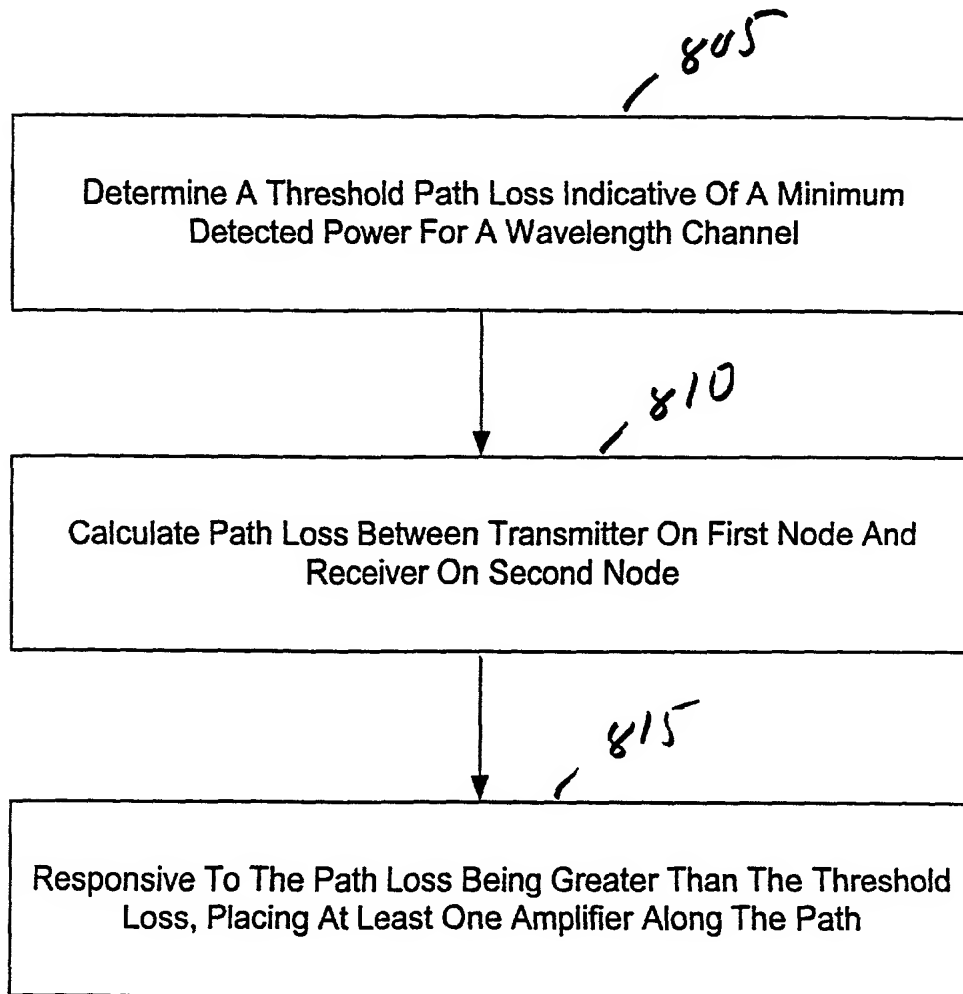 805
Determine A Threshold Path Loss Indicative Of A Minimum
Detected Power For A Wavelength Channel
810
Calculate Path Loss Between Transmitter On First Node And
Receiver On Second Node
815
Responsive To The Path Loss Being Greater Than The Threshold
Loss, Placing At Least One Amplifier Along The Path